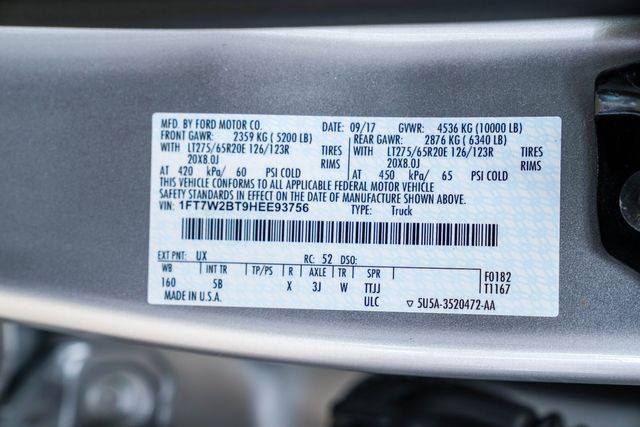 MFD. BY FORD MOTOR CO. DATE: 09/17 GVWR: 4536 KG (10000 LB)
FRONT GAWR: 2359 KG (5200 LB) REAR GAWR: 2876 KG (6340 LB)
WITH LT275/65R20E 126/123R TIRES WITH LT275/65R20E 126/123R TIRES
20X8.0J RIMS 20X8.0J RIMS
AT 420 kPa/ 60 PSI COLD AT 450 kPa/ 65 PSI COLD
THIS VEHICLE CONFORMS TO ALL APPLICABLE FEDERAL MOTOR VEHICLE
SAFETY STANDARDS IN EFFECT ON THE DATE OF MANUFACTURE SHOWN ABOVE.
VIN: 1FT7W2BT9HEE93756 TYPE: Truck
EXT PNT: UX RC: 52 DSO:
WB INT TR TP/PS R AXLE TR SPR F0182
160 5B X 3J W TTJJ T1167
MADE IN U.S.A. ULC ▽ 5U5A-3520472-AA